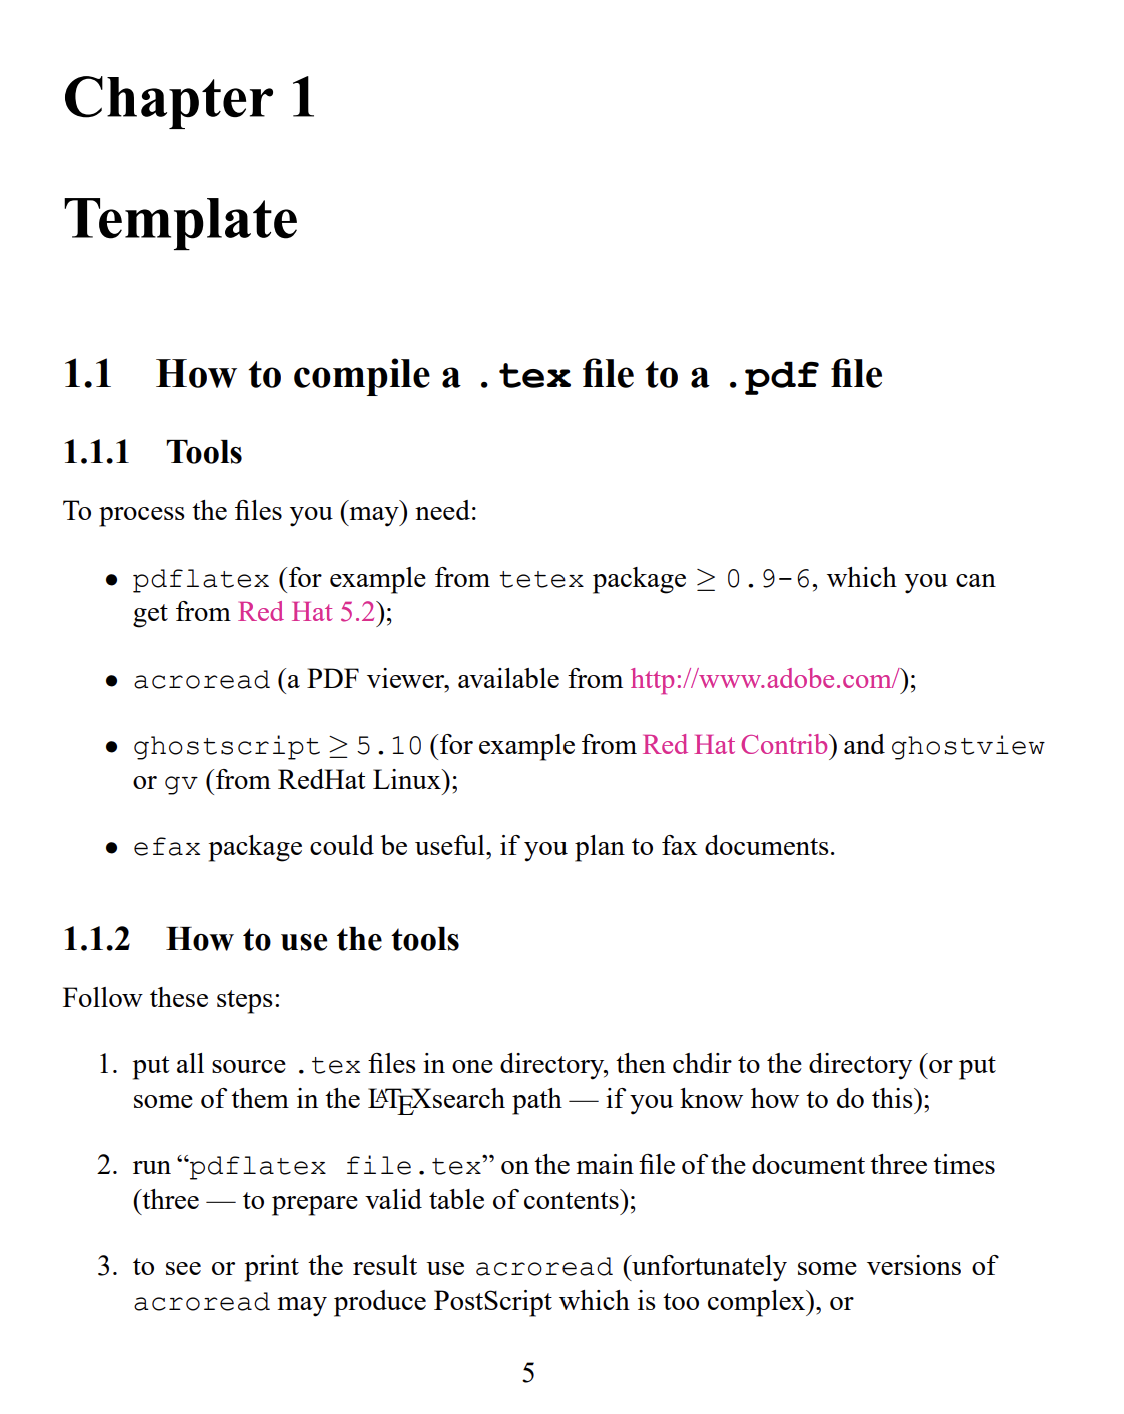 Chapter 1
Template
1.1 How to compile a .tex file to a .pdf file
1.1.1 Tools
To process the files you (may) need:
• pdflatex (for example from tetex package ≥ 0.9-6, which you can
get from Red Hat 5.2);
• acroread (a PDF viewer, available from http://www.adobe.com/);
• ghostscript ≥ 5.10 (for example from Red Hat Contrib) and ghostview
or gv (from RedHat Linux);
• efax package could be useful, if you plan to fax documents.
1.1.2 How to use the tools
Follow these steps:
1. put all source .tex files in one directory, then chdir to the directory (or put
some of them in the LATEXsearch path — if you know how to do this);
2. run “pdflatex file.tex” on the main file of the document three times
(three — to prepare valid table of contents);
3. to see or print the result use acroread (unfortunately some versions of
acroread may produce PostScript which is too complex), or
5